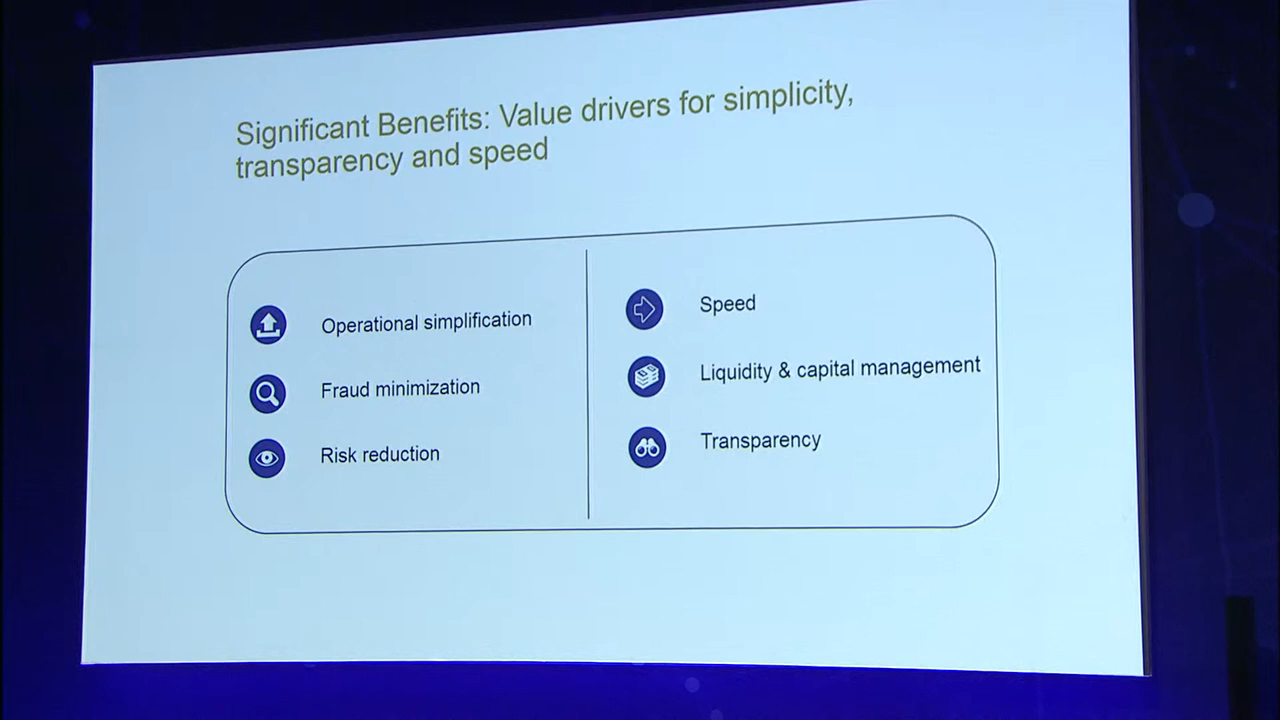 Significant Benefits: Value drivers for simplicity,
transparency and speed
Operational simplification
Fraud minimization
Risk reduction
Speed
Liquidity & capital management
Transparency